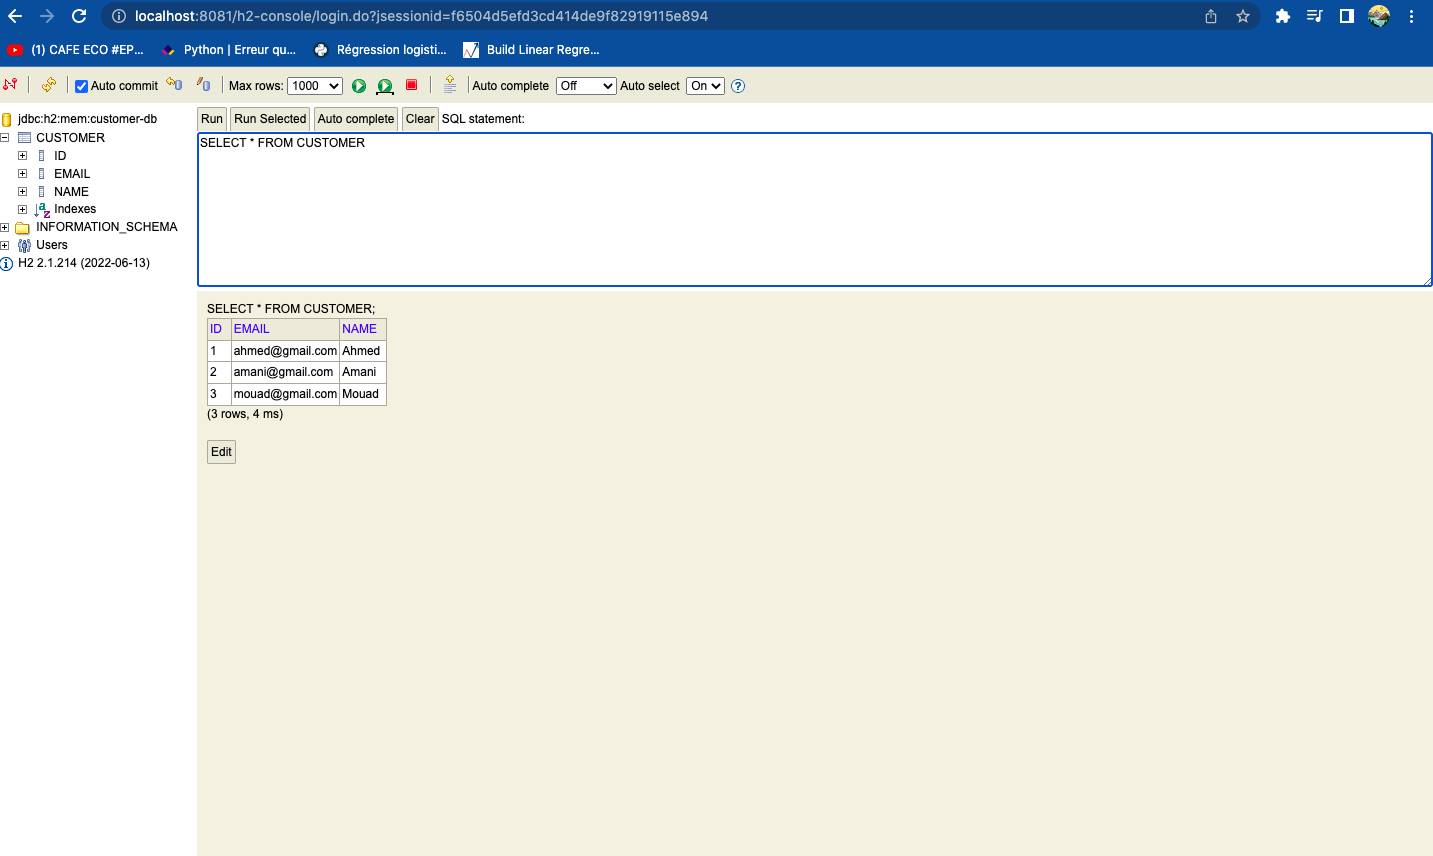 localhost:8081/h2-console/login.do?jsessionid=f6504d5efd3cd414de9f82919115e894
(1) CAFE ECO #EP... Python | Erreur qu... Régression logisti... Build Linear Regre...
Auto commit Max rows: 1000 Auto complete Off Auto select On ?
jdbc:h2:mem:customer-db
CUSTOMER
ID
EMAIL
NAME
Indexes
INFORMATION_SCHEMA
Users
H2 2.1.214 (2022-06-13)
Run Run Selected Auto complete Clear SQL statement:
SELECT * FROM CUSTOMER
SELECT * FROM CUSTOMER;
ID EMAIL NAME
1 ahmed@gmail.com Ahmed
2 amani@gmail.com Amani
3 mouad@gmail.com Mouad
(3 rows, 4 ms)
Edit